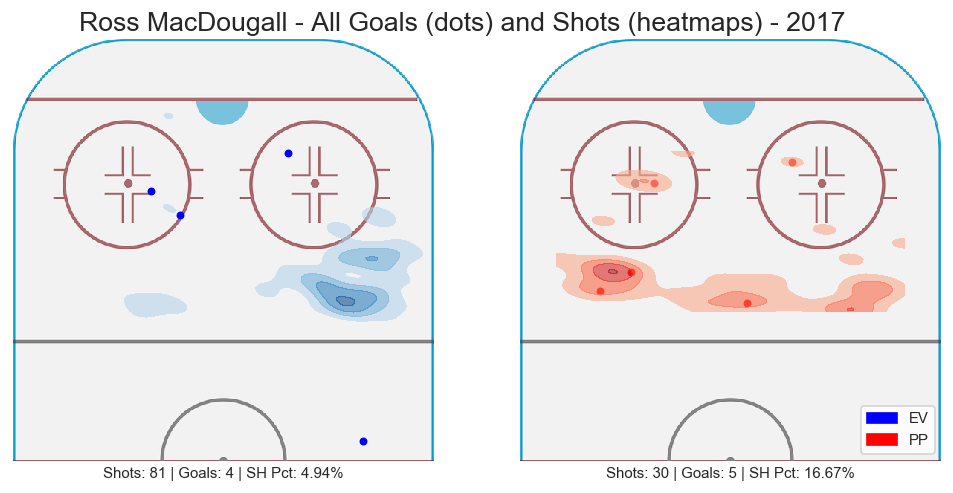 Ross MacDougall - All Goals (dots) and Shots (heatmaps) - 2017
EV
PP
Shots: 81 | Goals: 4 | SH Pct: 4.94%
Shots: 30 | Goals: 5 | SH Pct: 16.67%